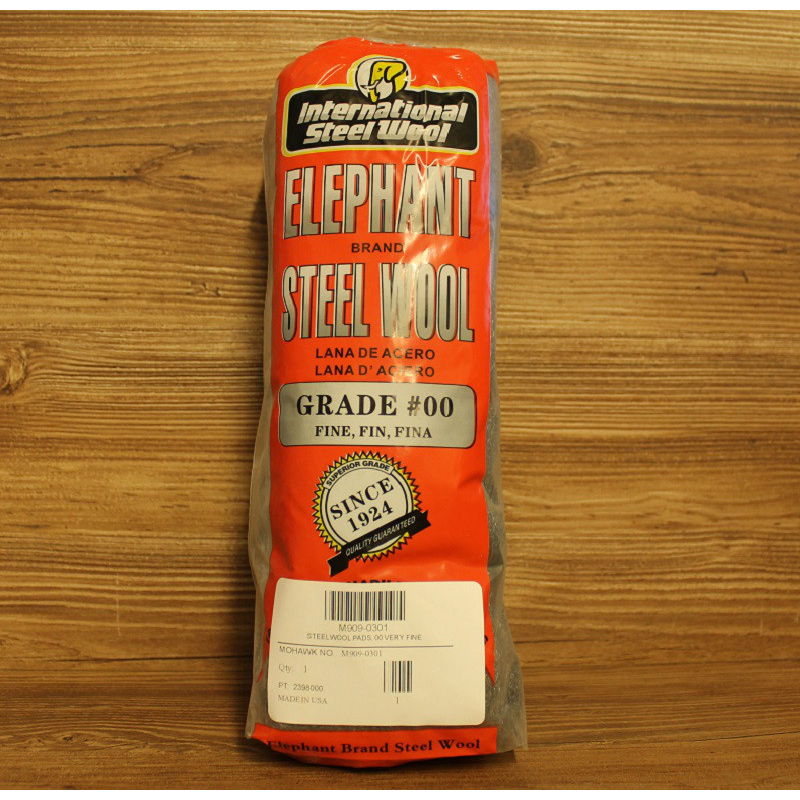 International
Steel Wool
ELEPHANT
BRAND
STEEL WOOL
LANA DE ACERO
LANA D' ACIERO
GRADE #00
FINE, FIN, FINA
SUPERIOR GRADE
SINCE
1924
QUALITY GUARANTEED
M909-0301
STEELWOOL PADS, 00 VERY FINE
MOHAWK NO. M909-0301
Qty: 1
PT. 2398000
MADE IN USA
1
Elephant Brand Steel Wool